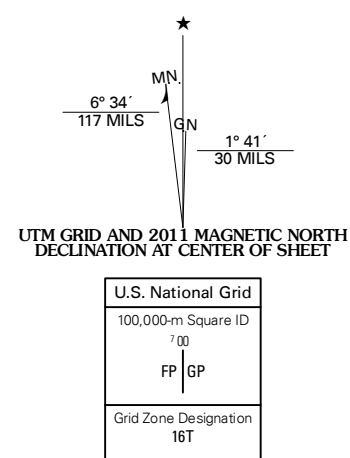 ★
MN.
6° 34´
117 MILS
GN
1° 41´
30 MILS
UTM GRID AND 2011 MAGNETIC NORTH
DECLINATION AT CENTER OF SHEET
U.S. National Grid
100,000-m Square ID
7 00
FP GP
Grid Zone Designation
16T